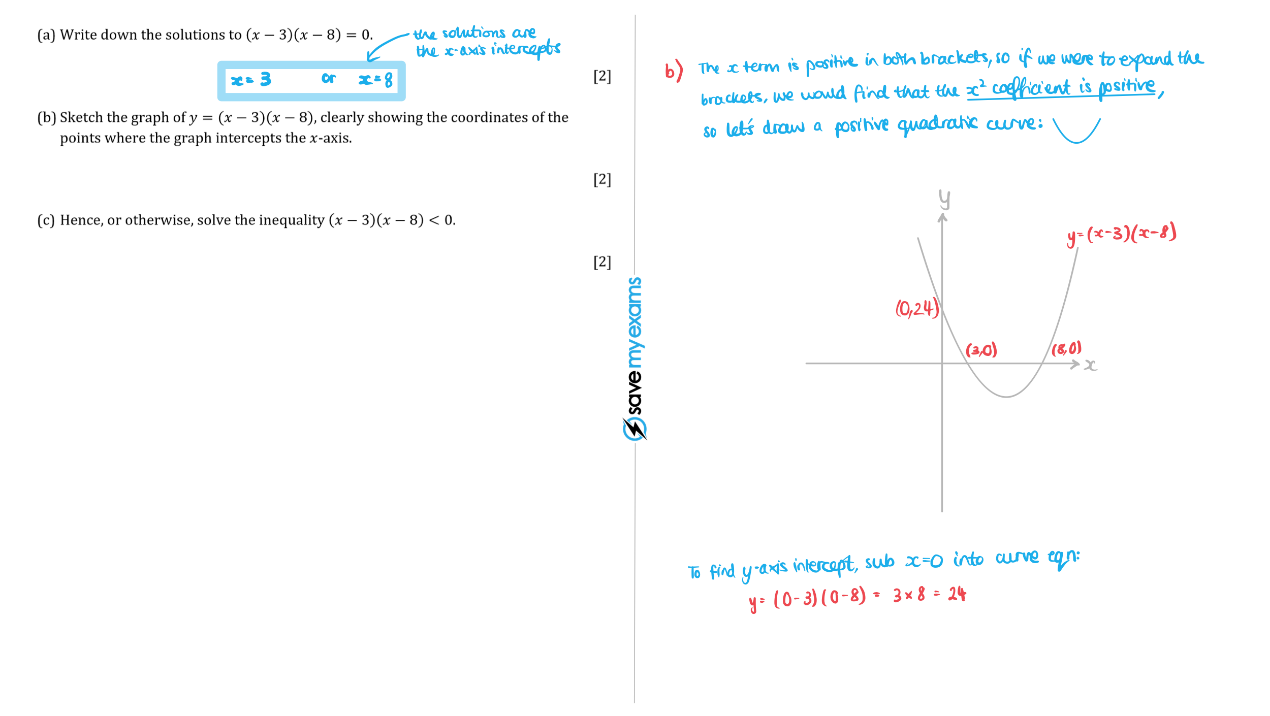 (a) Write down the solutions to (x − 3)(x − 8) = 0.
the solutions are
the x-axis intercepts
x = 3 or x = 8
[2]
(b) Sketch the graph of y = (x − 3)(x − 8), clearly showing the coordinates of the
points where the graph intercepts the x-axis.
[2]
(c) Hence, or otherwise, solve the inequality (x − 3)(x − 8) < 0.
[2]
save my exams
b) The x term is positive in both brackets, so if we were to expand the
brackets, we would find that the x² coefficient is positive,
so let's draw a positive quadratic curve:
y
y=(x-3)(x-8)
(0,24)
(3,0)
(8,0)
x
To find y-axis intercept, sub x=0 into curve eqn:
y = (0-3)(0-8) = 3 × 8 = 24